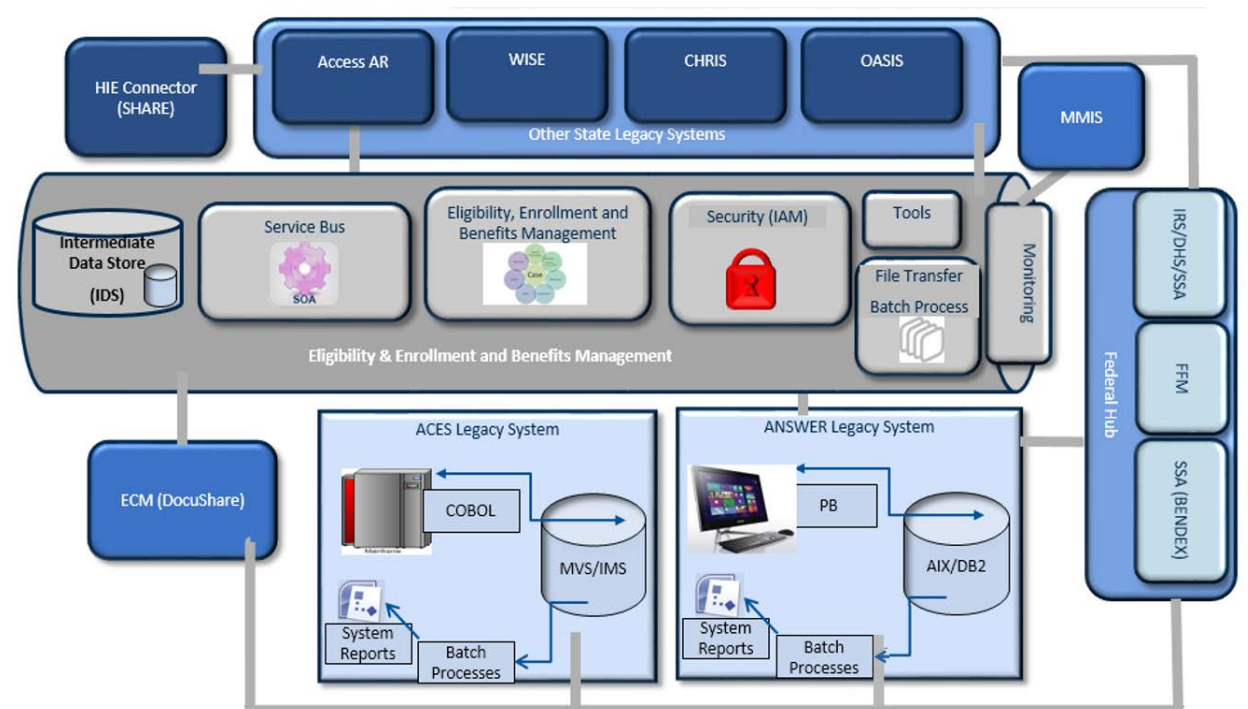 HIE Connector
(SHARE)
Access AR
WISE
CHRIS
OASIS
Other State Legacy Systems
MMIS
Intermediate
Data Store
(IDS)
Service Bus
SOA
Eligibility, Enrollment and
Benefits Management
Case
Security (IAM)
Tools
File Transfer
Batch Process
Monitoring
Eligibility & Enrollment and Benefits Management
Federal Hub
IRS/DHS/SSA
FFM
SSA (BENDEX)
ECM (DocuShare)
ACES Legacy System
COBOL
Mainframe
MVS/IMS
System
Reports
Batch
Processes
ANSWER Legacy System
PB
AIX/DB2
System
Reports
Batch
Processes